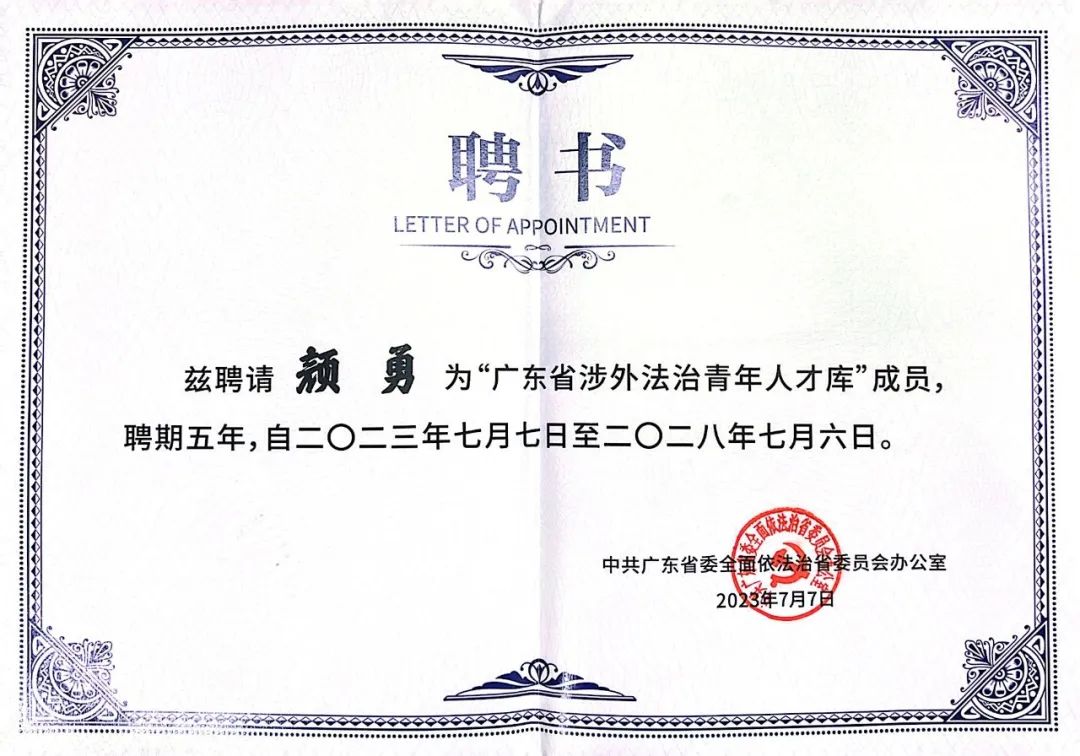 聘书
LETTER OF APPOINTMENT
兹聘请 颜勇 为“广东省涉外法治青年人才库”成员，
聘期五年，自二〇二三年七月七日至二〇二八年七月六日。
中共广东省委全面依法治省委员会办公室
2023年7月7日